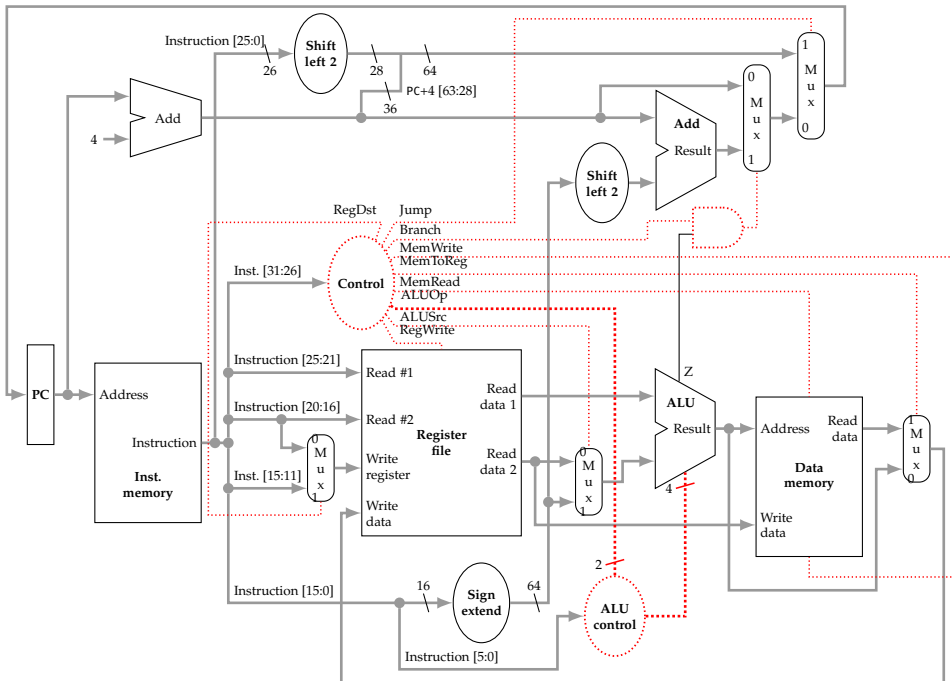 Instruction [25:0]
26
Shift
left 2
28
64
PC+4 [63:28]
36
1
M
u
x
0
0
M
u
x
1
Add
4
Add
Result
Shift
left 2
RegDst
Jump
Branch
MemWrite
MemToReg
MemRead
ALUOp
ALUSrc
RegWrite
Inst. [31:26]
Control
PC
Address
Instruction
Inst.
memory
Instruction [25:21]
Instruction [20:16]
Inst. [15:11]
0
M
u
x
1
Read #1
Read #2
Write
register
Write
data
Register
file
Read
data 1
Read
data 2
0
M
u
x
1
Z
ALU
Result
4
Address
Read
data
Data
memory
Write
data
1
M
u
x
0
Instruction [15:0]
16
Sign
extend
64
2
ALU
control
Instruction [5:0]